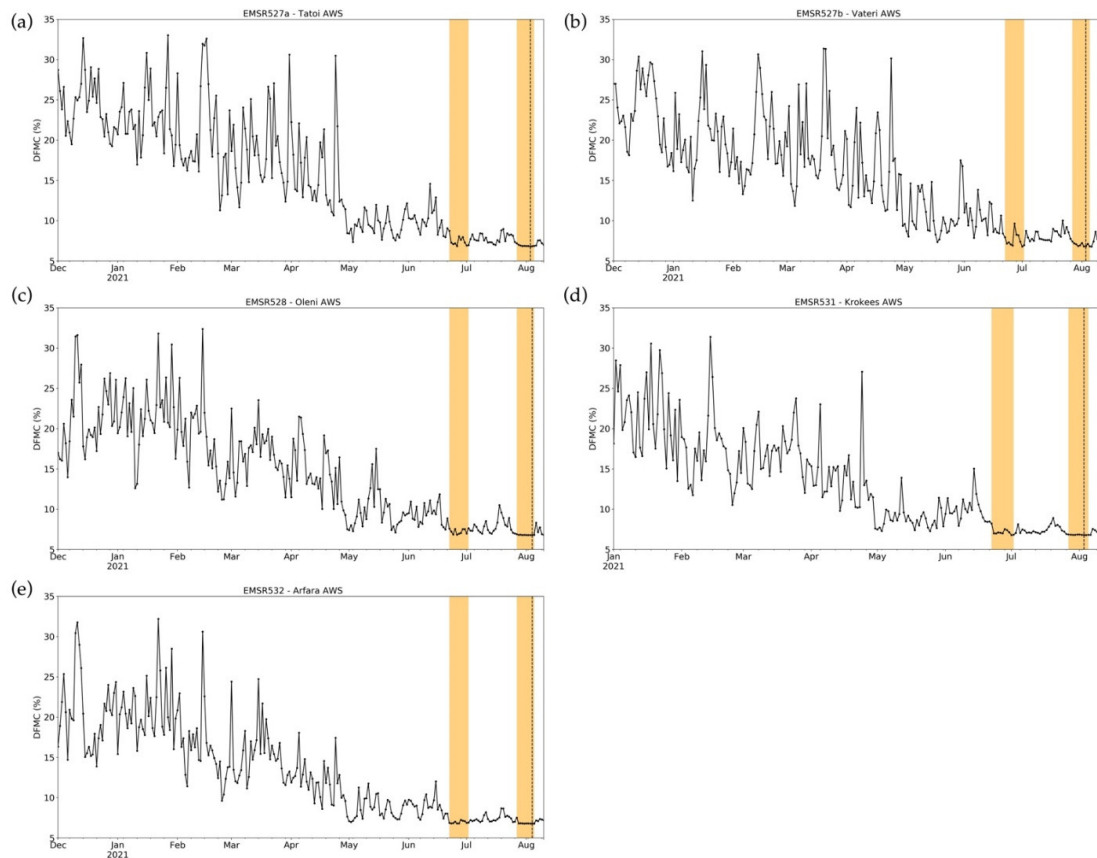 (a)
EMSR527a - Tatoi AWS
DFMC (%)
35
30
25
20
15
10
5
Dec
Jan
Feb
Mar
Apr
May
Jun
Jul
Aug
2021
(b)
EMSR527b - Vateri AWS
DFMC (%)
35
30
25
20
15
10
5
Dec
Jan
Feb
Mar
Apr
May
Jun
Jul
Aug
2021
(c)
EMSR528 - Oleni AWS
DFMC (%)
35
30
25
20
15
10
5
Dec
Jan
Feb
Mar
Apr
May
Jun
Jul
Aug
2021
(d)
EMSR531 - Krokees AWS
DFMC (%)
35
30
25
20
15
10
5
Jan
Feb
Mar
Apr
May
Jun
Jul
Aug
2021
(e)
EMSR532 - Arfara AWS
DFMC (%)
35
30
25
20
15
10
5
Dec
Jan
Feb
Mar
Apr
May
Jun
Jul
Aug
2021